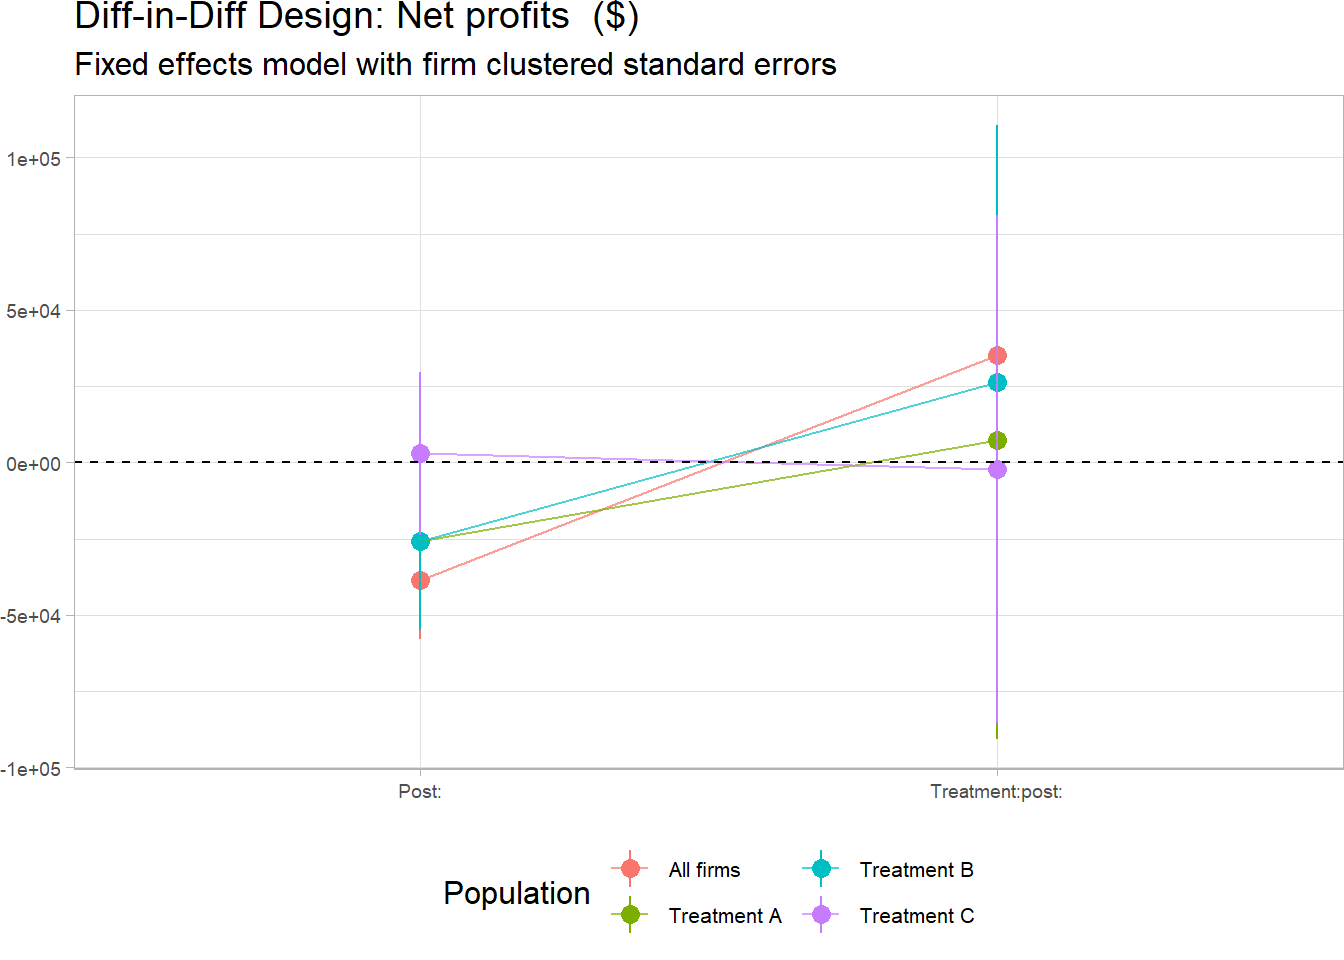 Diff-in-Diff Design: Net profits  ($)
Fixed effects model with firm clustered standard errors
1e+05
5e+04
0e+00
-5e+04
-1e+05
Post:
Treatment:post:
Population
All firms
Treatment B
Treatment A
Treatment C